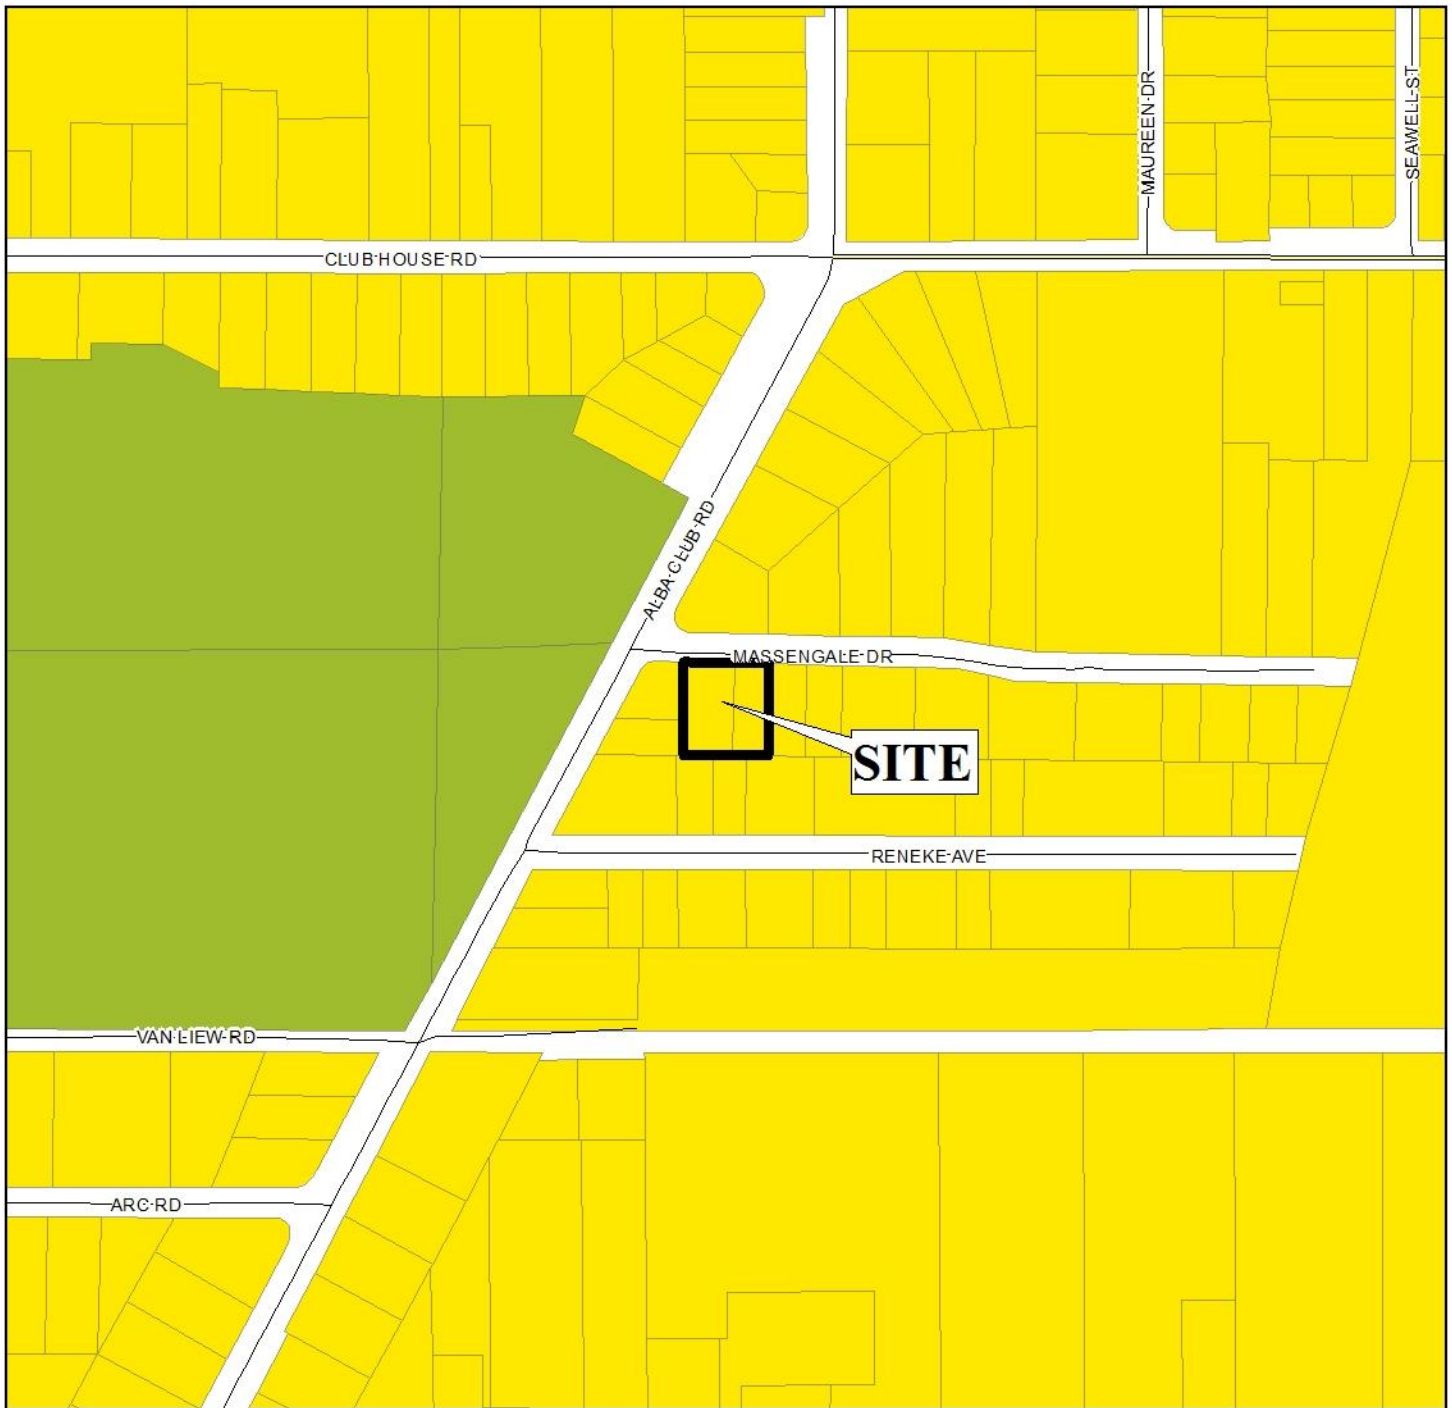 MAUREEN DR
SEAWELL ST
CLUB HOUSE RD
ALBA CLUB RD
MASSENGALE DR
SITE
RENEKE AVE
VAN LIEW RD
ARC RD